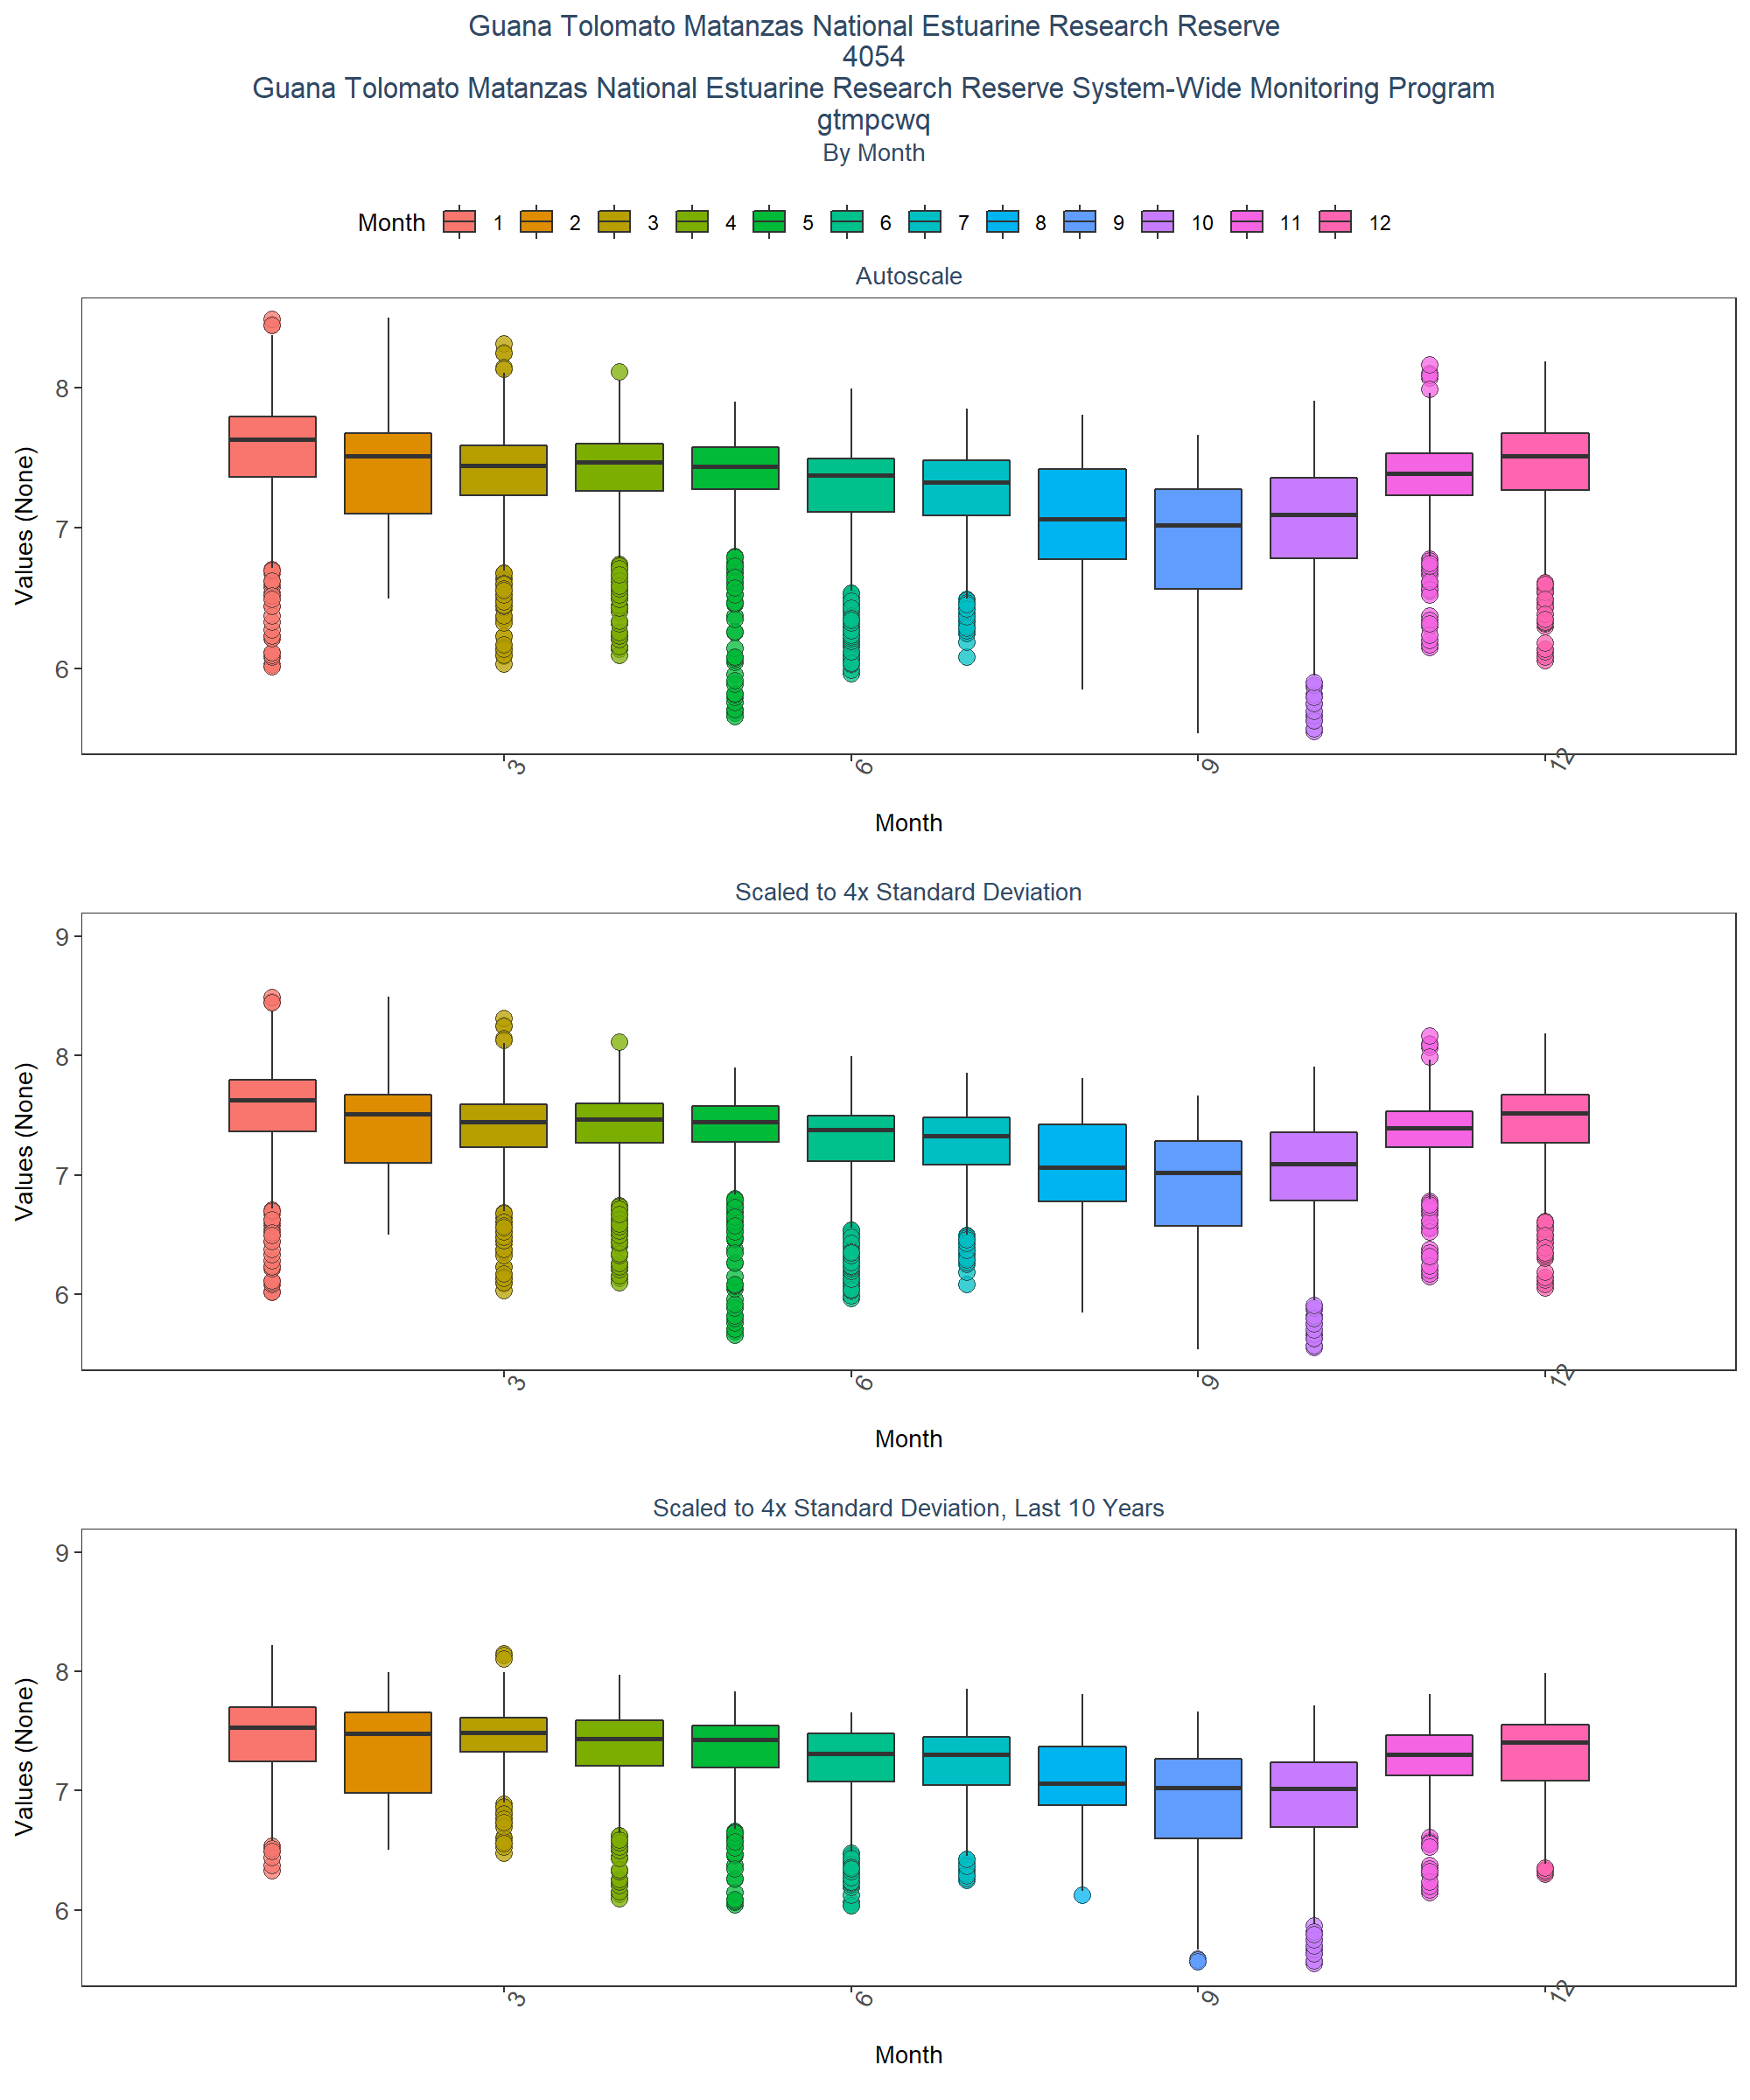 Guana Tolomato Matanzas National Estuarine Research Reserve
4054
Guana Tolomato Matanzas National Estuarine Research Reserve System-Wide Monitoring Program
gtmpcwq
By Month
Month 1 2 3 4 5 6 7 8 9 10 11 12
Autoscale
Values (None)
8
7
6
3 6 9 12
Month
Scaled to 4x Standard Deviation
Values (None)
9
8
7
6
3 6 9 12
Month
Scaled to 4x Standard Deviation, Last 10 Years
Values (None)
9
8
7
6
3 6 9 12
Month